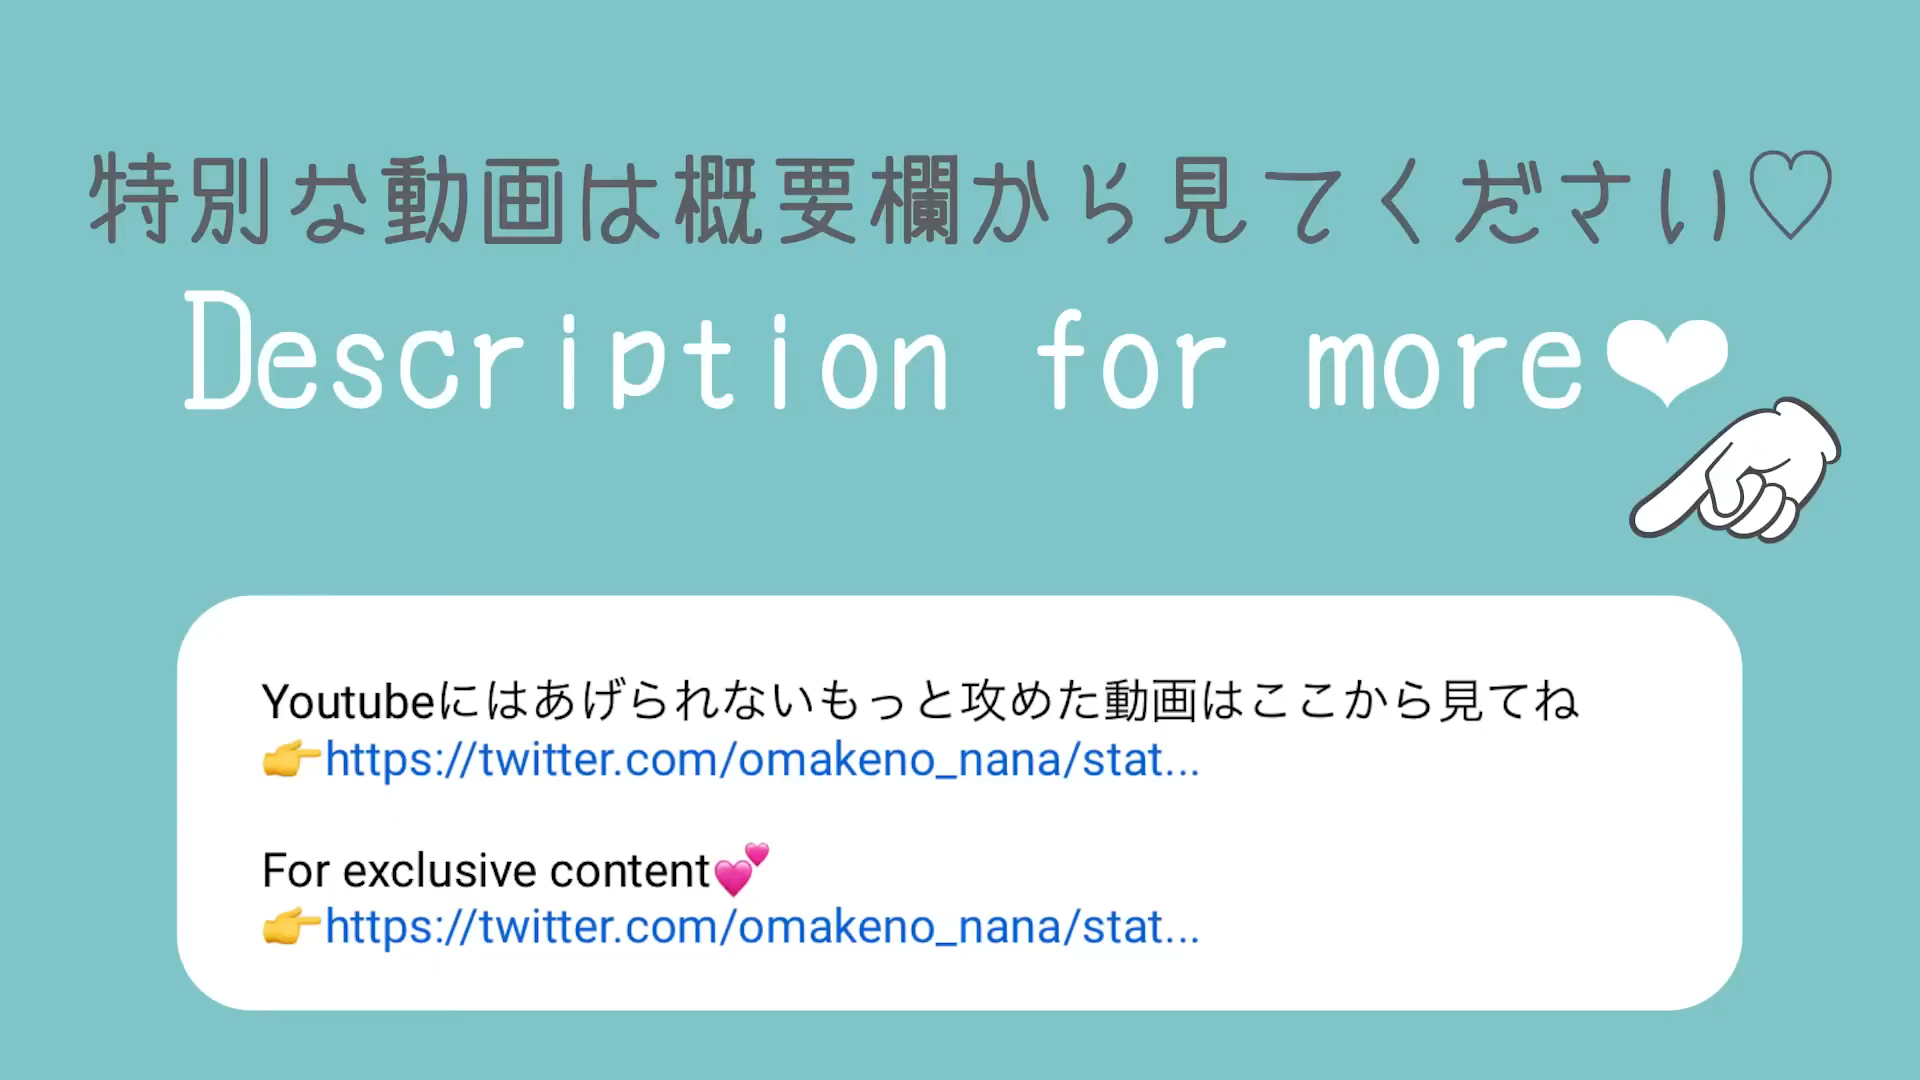 特別な動画は概要欄から見てください♡
Description for more❤
Youtubeにはあげられないもっと攻めた動画はここから見てね
👉https://twitter.com/omakeno_nana/stat...
For exclusive content💕
👉https://twitter.com/omakeno_nana/stat...